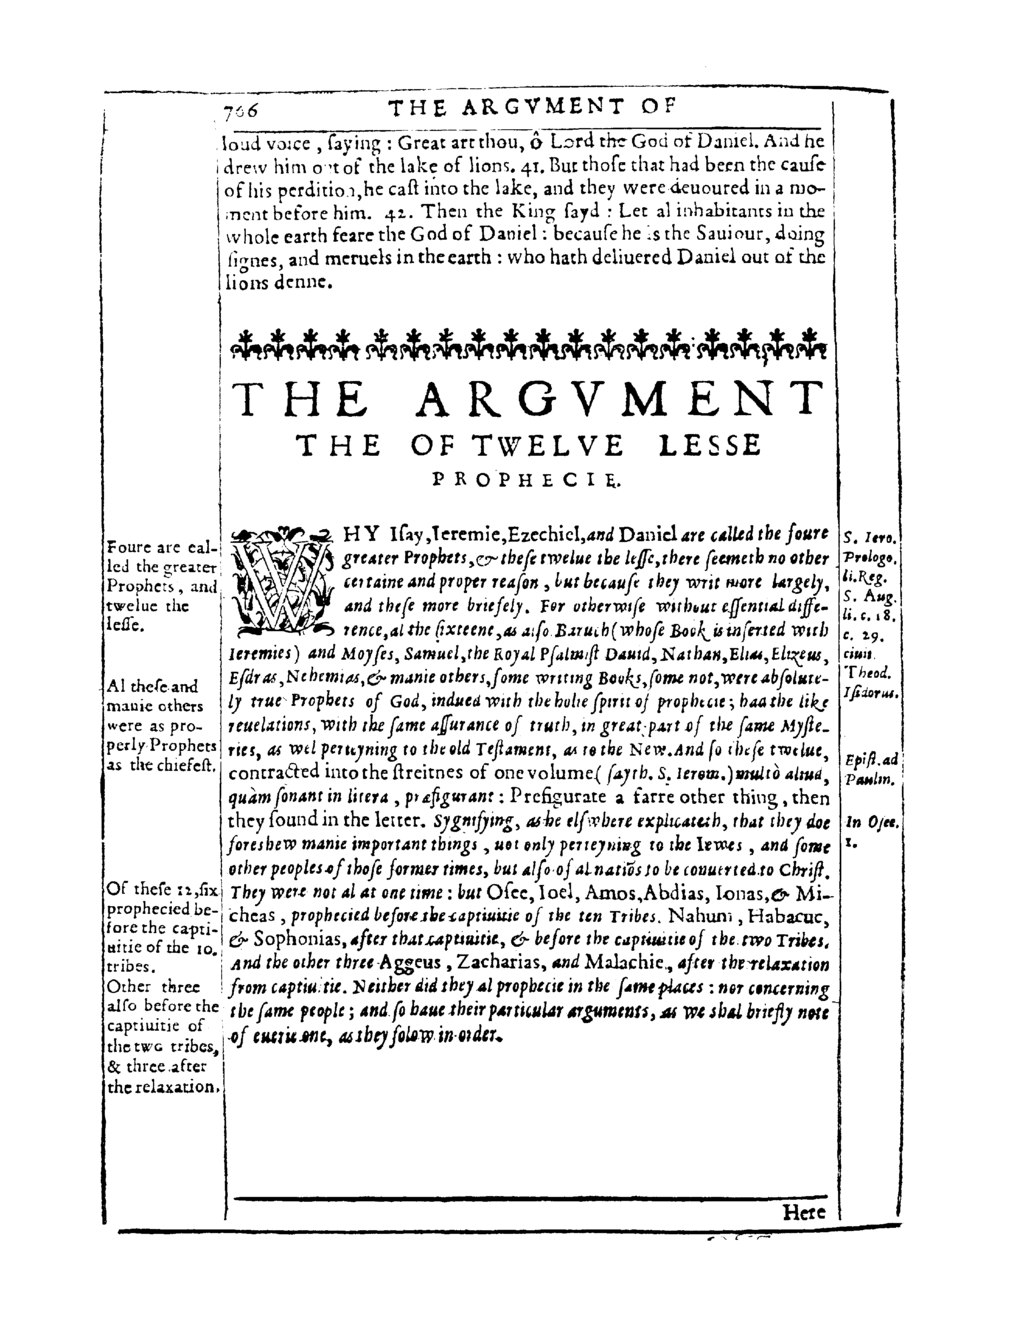 706 THE ARGVMENT OF
loud voice, ſaying: Great art thou, ô Lord the God of Daniel. And he
drew him out of the lake of lions. 41. But thoſe that had been the cauſe
of his perdition, he caſt into the lake, and they were deuoured in a mo-
ment before him. 42. Then the King ſayd: Let al inhabitants in the
whole earth feare the God of Daniel: becauſe he is the Sauiour, doing
ſignes, and meruels in the earth: who hath deliuered Daniel out of the
lions denne.
THE ARGVMENT
THE OF TWELVE LESSE
PROPHECIE.
WHY Iſay, Ieremie, Ezechiel, and Daniel are called the foure
greater Prophets, & theſe twelue the leſſe, there ſeemeth no other
certaine and proper reaſon, but becauſe they writ more largely,
and theſe more briefely. For otherwiſe without eſſential diffe-
rence, al the ſixteene, as alſo Baruch (whoſe Book is inſerted with
Ieremies) and Moyſes, Samuel, the Royal Pſalmiſt Dauid, Nathan, Elias, Elizeus,
Eſdras, Nehemias, & manie others, ſome writing Books, ſome not, were abſolute-
ly true Prophets of God, indued with the holie ſpirit of prophecie; had the like
reuelations, with the ſame aſſurance of truth, in great part of the ſame Myſte-
ries, as wel perteyning to the old Teſtament, as to the New. And ſo theſe twelue,
contracted into the ſtreitnes of one volume (ſayth. S. Ierom.) multò aliud,
quàm ſonant in litera, præfigurant: Prefigurate a farre other thing, then
they ſound in the letter. Sygnifying, as he elſwhere explicateth, that they doe
foreshew manie important things, not only perteyning to the Iewes, and ſome
other peoples of thoſe former times, but alſo of al natiōs to be conuerted to Chriſt.
They were not al at one time: but Oſee, Ioel, Amos, Abdias, Ionas, & Mi-
cheas, prophecied before the captiuitie of the ten Tribes. Nahum, Habacuc,
& Sophonias, after that captiuitie, & before the captiuitie of the two Tribes.
And the other three Aggeus, Zacharias, and Malachie, after the relaxation
from captiuitie. Neither did they al prophecie in the ſame places: nor concerning
the ſame people; and ſo haue their particular arguments, as we shal briefly note
of euerie one, as they folow in order.
Foure are cal-
led the greater
Prophets, and
twelue the
leſſe.
Al theſe and
manie others
were as pro-
perly Prophets
as the chiefeſt.
Of theſe 12, ſix
prophecied be-
fore the capti-
uitie of the 10.
tribes.
Other three
alſo before the
captiuitie of
the two tribes,
& three after
the relaxation.
S. Iero.
Prologo.
li. Reg.
S. Aug.
li. c. 18.
c. 29.
ciuit.
Theod.
Iſidorus.
Epiſt. ad
Paulin.
In Oſee.
1.
Here